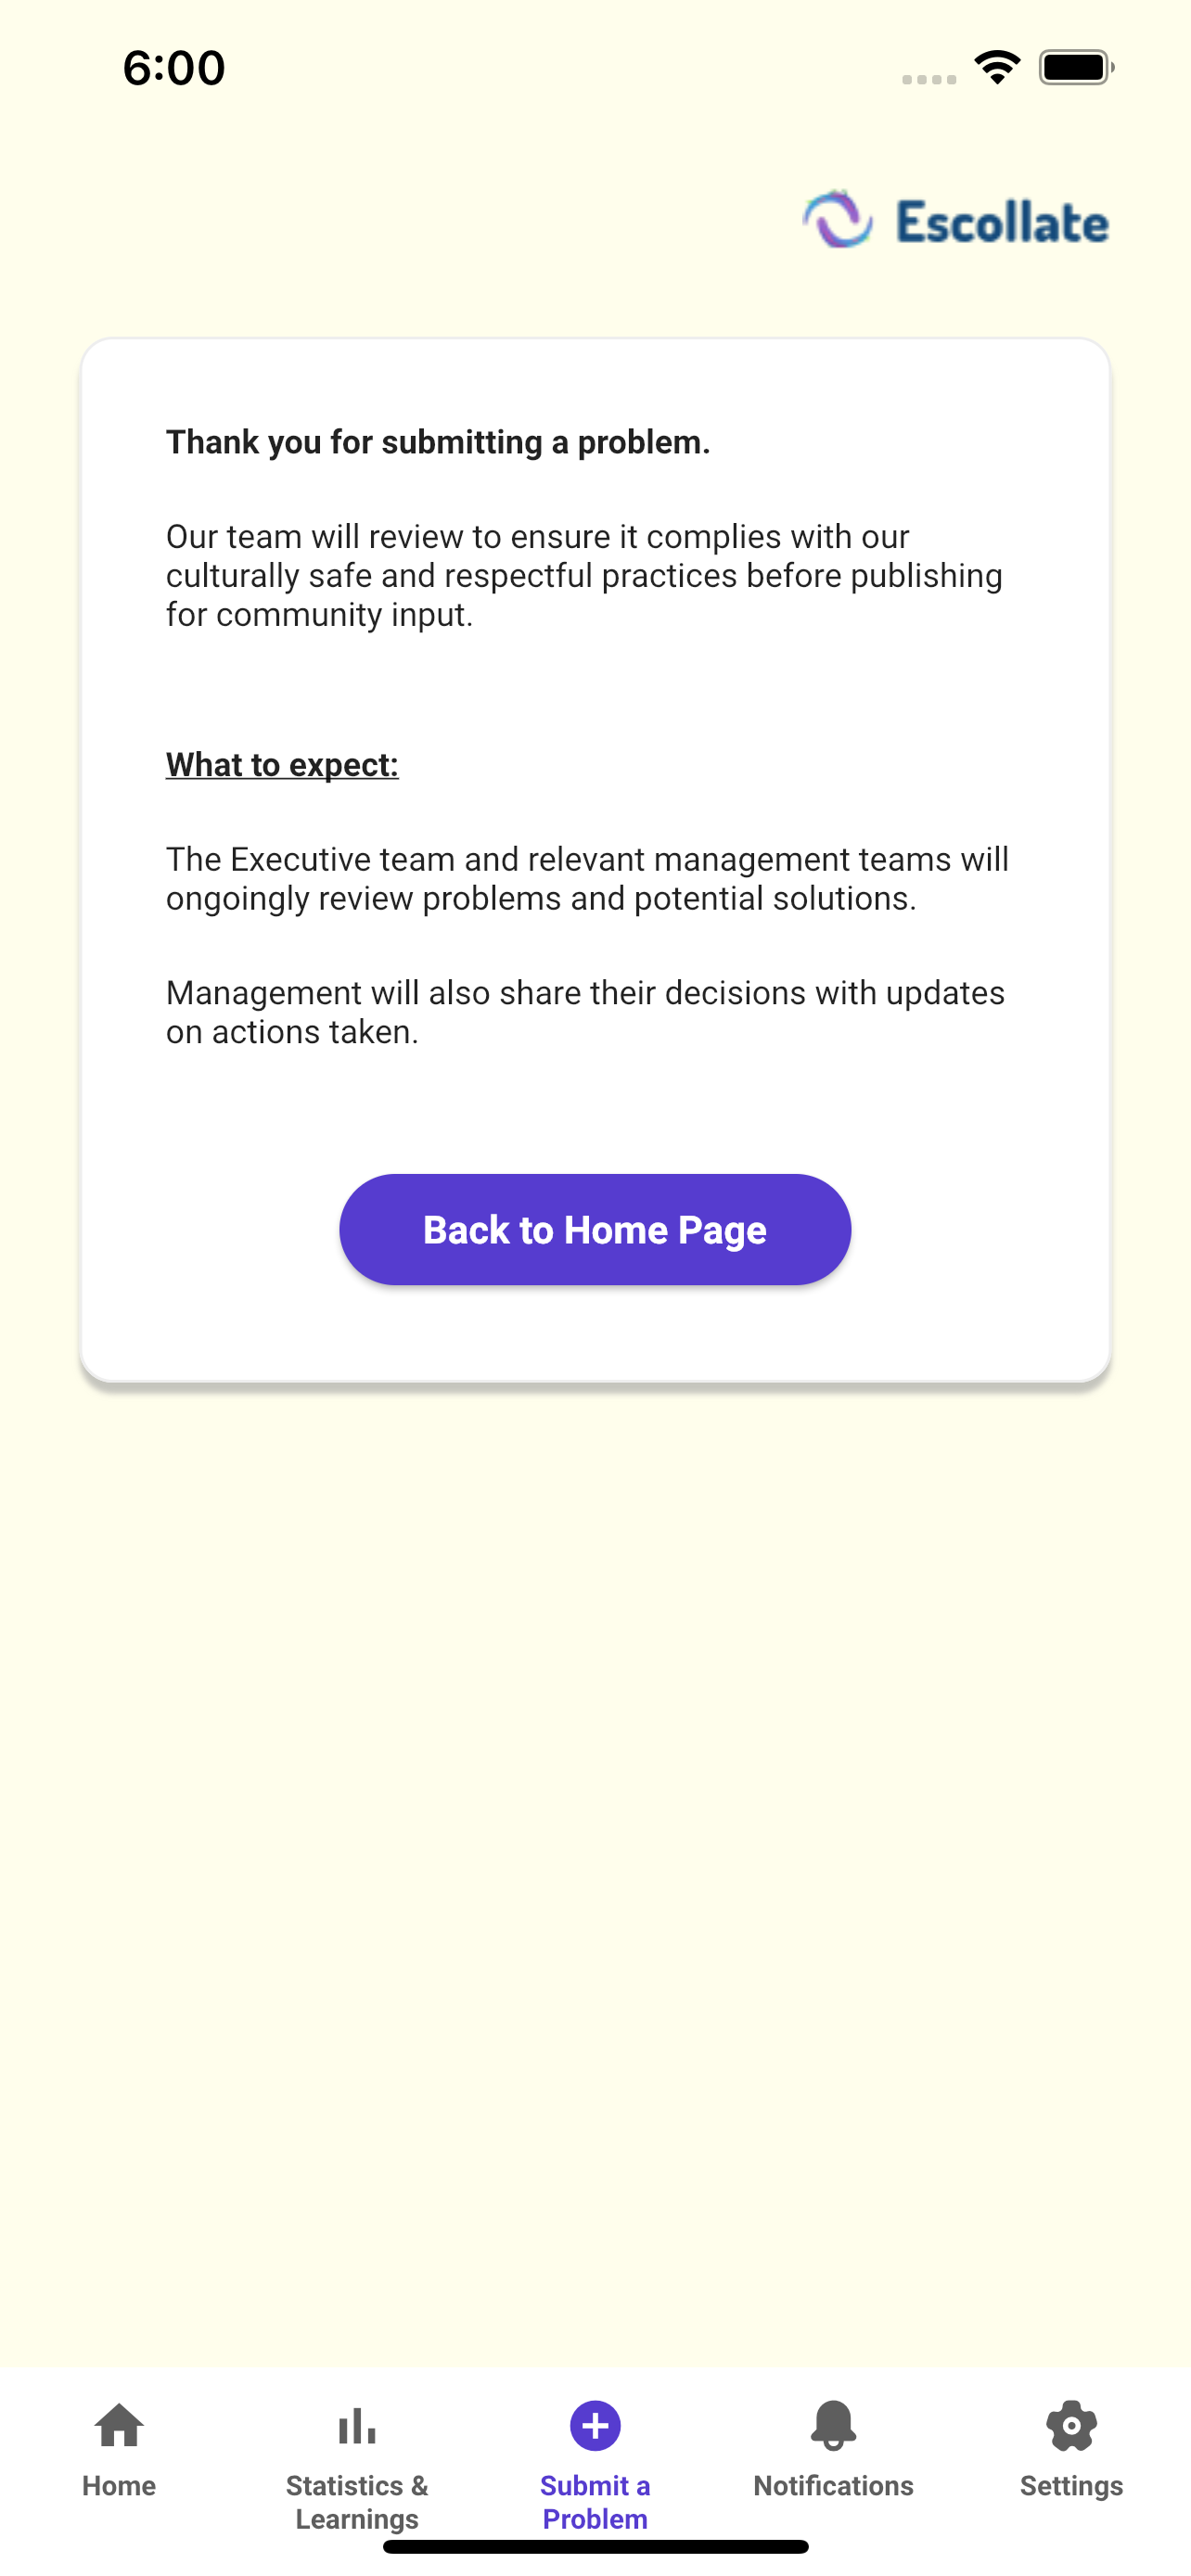 6:00
Escollate
Thank you for submitting a problem.
Our team will review to ensure it complies with our
culturally safe and respectful practices before publishing
for community input.
What to expect:
The Executive team and relevant management teams will
ongoingly review problems and potential solutions.
Management will also share their decisions with updates
on actions taken.
Back to Home Page
Home
Statistics &
Learnings
Submit a
Problem
Notifications
Settings